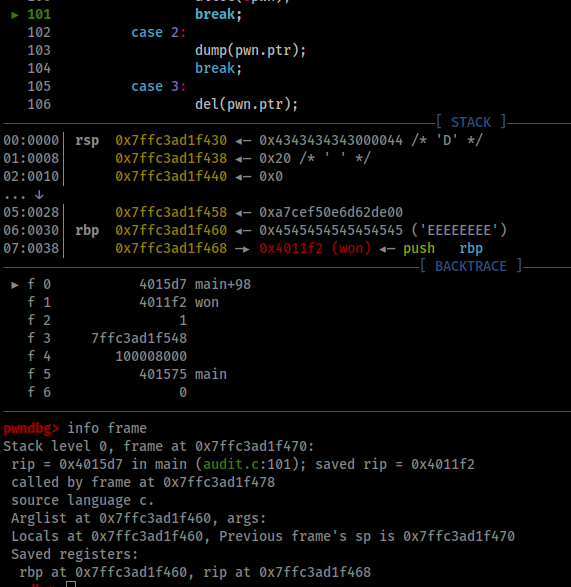 ► 101 break;
102 case 2:
103 dump(pwn.ptr);
104 break;
105 case 3:
106 del(pwn.ptr);
[ STACK ]
00:0000│ rsp 0x7ffc3ad1f430 ◂— 0x4343434343000044 /* 'D' */
01:0008│ 0x7ffc3ad1f438 ◂— 0x20 /* ' ' */
02:0010│ 0x7ffc3ad1f440 ◂— 0x0
... ↓
05:0028│ 0x7ffc3ad1f458 ◂— 0xa7cef50e6d62de00
06:0030│ rbp 0x7ffc3ad1f460 ◂— 0x4545454545454545 ('EEEEEEEE')
07:0038│ 0x7ffc3ad1f468 —▸ 0x4011f2 (won) ◂— push rbp
[ BACKTRACE ]
► f 0 4015d7 main+98
f 1 4011f2 won
f 2 1
f 3 7ffc3ad1f548
f 4 100008000
f 5 401575 main
f 6 0
pwndbg> info frame
Stack level 0, frame at 0x7ffc3ad1f470:
rip = 0x4015d7 in main (audit.c:101); saved rip = 0x4011f2
called by frame at 0x7ffc3ad1f478
source language c.
Arglist at 0x7ffc3ad1f460, args:
Locals at 0x7ffc3ad1f460, Previous frame's sp is 0x7ffc3ad1f470
Saved registers:
rbp at 0x7ffc3ad1f460, rip at 0x7ffc3ad1f468